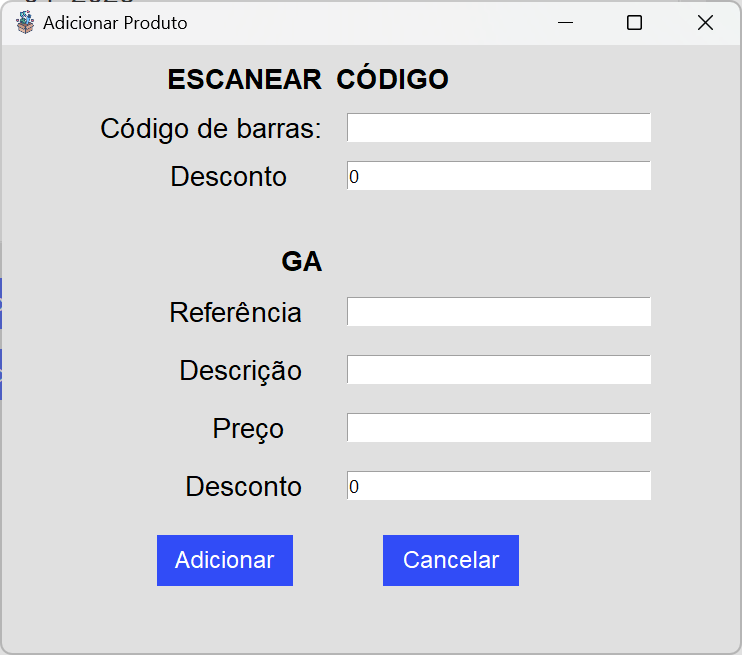 Adicionar Produto
ESCANEAR CÓDIGO
Código de barras:
Desconto 0
GA
Referência
Descrição
Preço
Desconto 0
Adicionar Cancelar